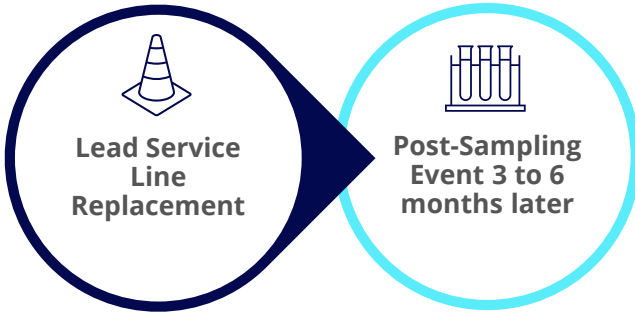 Lead Service
Line
Replacement
Post-Sampling
Event 3 to 6
months later